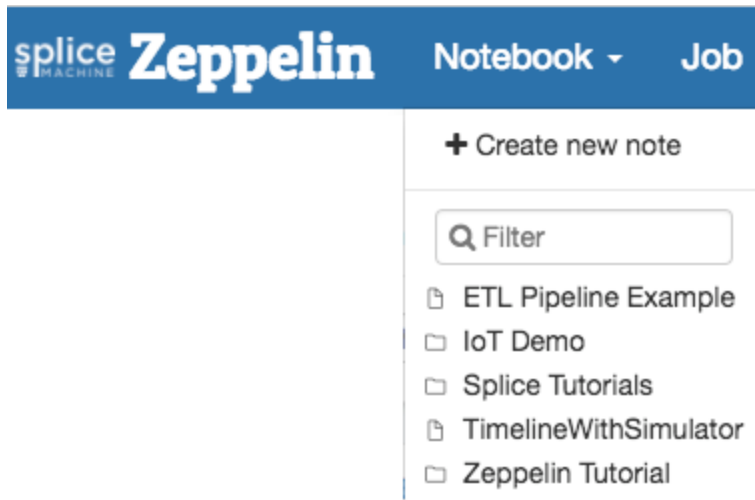 splice MACHINE Zeppelin Notebook Job
Create new note
Filter
ETL Pipeline Example
IoT Demo
Splice Tutorials
TimelineWithSimulator
Zeppelin Tutorial